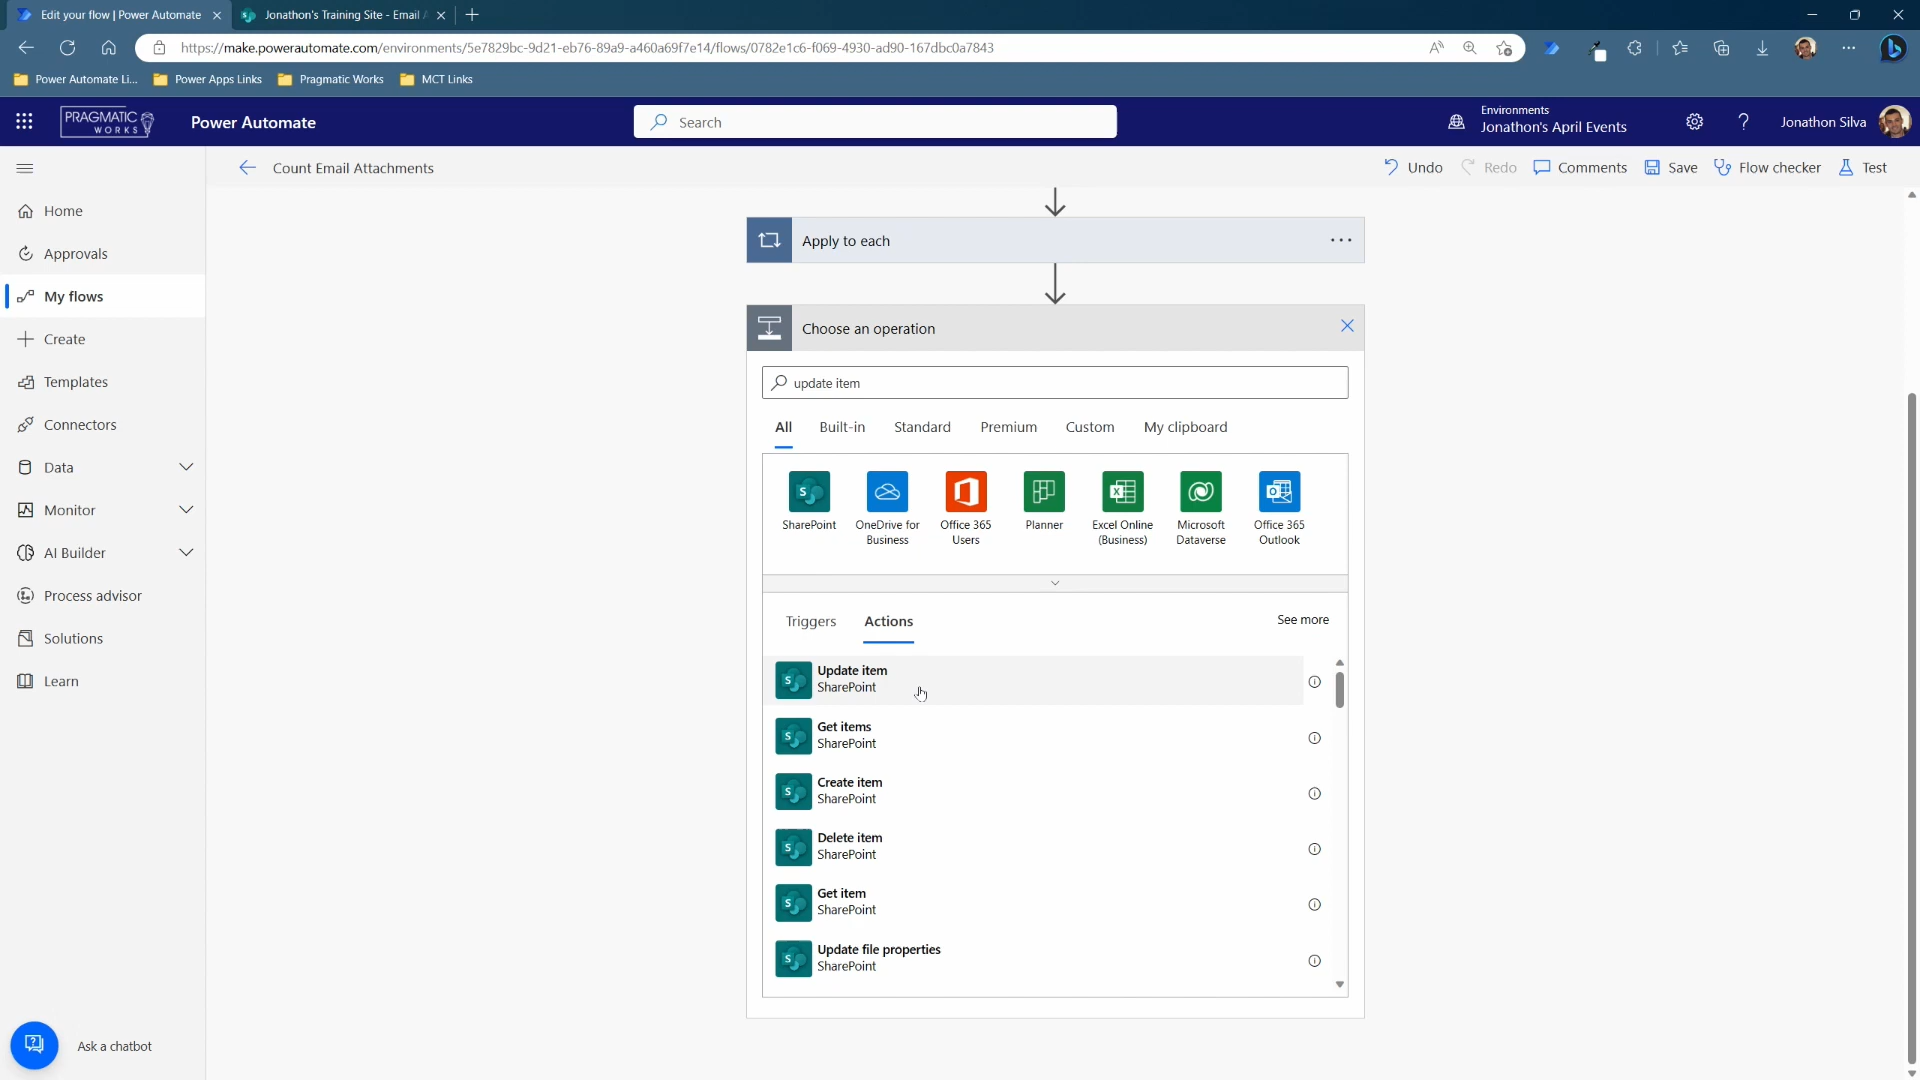 Edit your flow | Power Automate
Jonathon's Training Site - Email
https://make.powerautomate.com/environments/5e7829bc-9d21-eb76-89a9-a460a69f7e14/flows/0782e1c6-f069-4930-ad90-167dbc0a7843
Power Automate Li...
Power Apps Links
Pragmatic Works
MCT Links
PRAGMATIC
WORKS
Power Automate
Search
Environments
Jonathon's April Events
Jonathon Silva
Count Email Attachments
Undo
Redo
Comments
Save
Flow checker
Test
Home
Approvals
My flows
Create
Templates
Connectors
Data
Monitor
AI Builder
Process advisor
Solutions
Learn
Ask a chatbot
Apply to each
Choose an operation
update item
All
Built-in
Standard
Premium
Custom
My clipboard
SharePoint
OneDrive for
Business
Office 365
Users
Planner
Excel Online
(Business)
Microsoft
Dataverse
Office 365
Outlook
Triggers
Actions
See more
Update item
SharePoint
Get items
SharePoint
Create item
SharePoint
Delete item
SharePoint
Get item
SharePoint
Update file properties
SharePoint